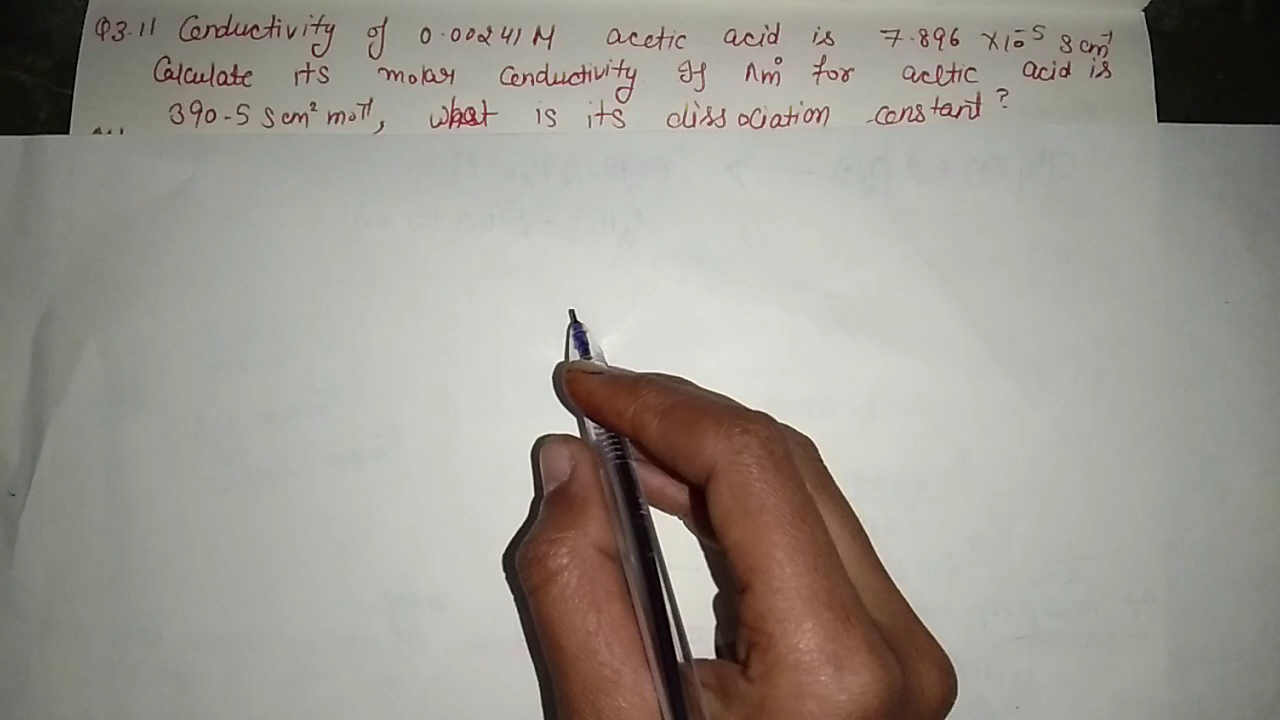 Q3.11 Conductivity of 0.00241 M acetic acid is 7.896 × 10⁻⁵ S cm⁻¹
Calculate its molar conductivity If Λm° for acetic acid is
390.5 S cm² mol⁻¹, what is its dissociation constant?